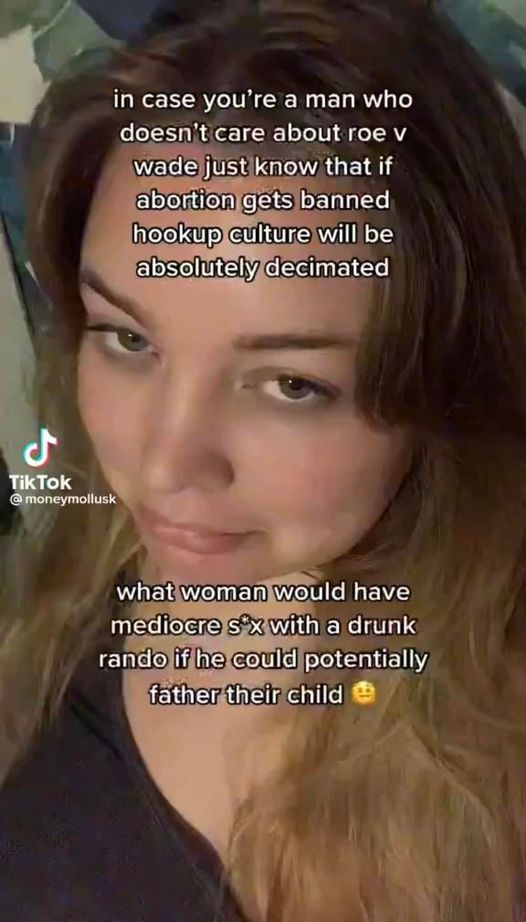 in case you’re a man who
doesn’t care about roe v
wade just know that if
abortion gets banned
hookup culture will be
absolutely decimated
TikTok
@moneymollusk
what woman would have
mediocre s*x with a drunk
rando if he could potentially
father their child 🫡